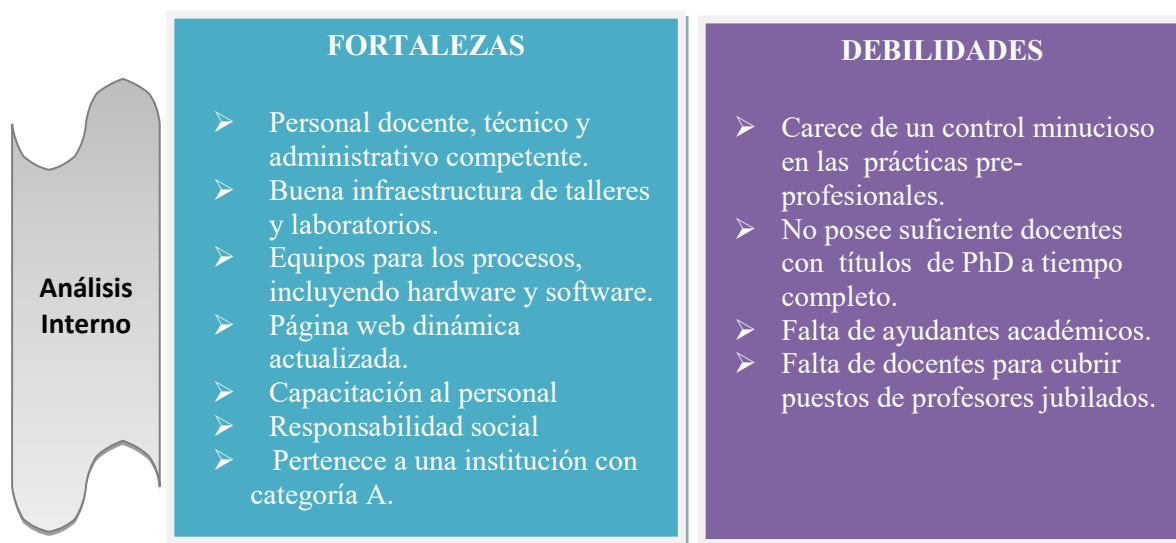 Análisis
Interno
FORTALEZAS
➢ Personal docente, técnico y
administrativo competente.
➢ Buena infraestructura de talleres
y laboratorios.
➢ Equipos para los procesos,
incluyendo hardware y software.
➢ Página web dinámica
actualizada.
➢ Capacitación al personal
➢ Responsabilidad social
➢ Pertenece a una institución con
categoría A.
DEBILIDADES
➢ Carece de un control minucioso
en las prácticas pre-
profesionales.
➢ No posee suficiente docentes
con títulos de PhD a tiempo
completo.
➢ Falta de ayudantes académicos.
➢ Falta de docentes para cubrir
puestos de profesores jubilados.